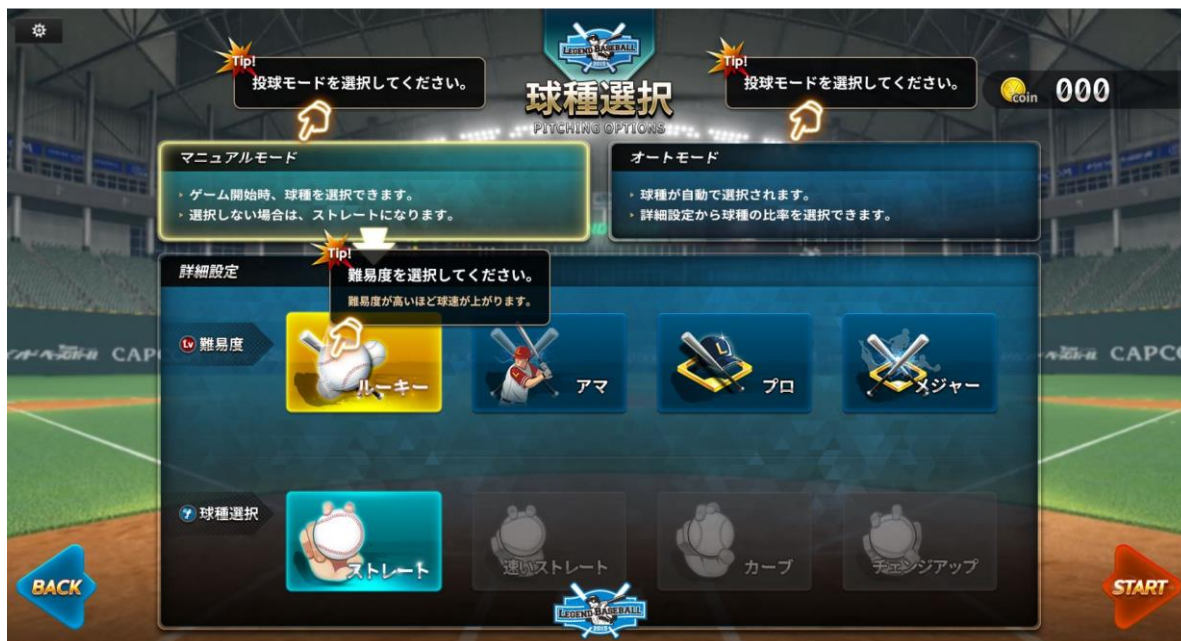 LEGEND BASEBALL
2015
Tip!
投球モードを選択してください。
球種選択
PITCHING OPTIONS
Tip!
投球モードを選択してください。
coin 000
マニュアルモード
ゲーム開始時、球種を選択できます。
選択しない場合は、ストレートになります。
オートモード
球種が自動で選択されます。
詳細設定から球種の比率を選択できます。
詳細設定
Tip!
難易度を選択してください。
難易度が高いほど球速が上がります。
Lv 難易度
ルーキー
アマ
プロ
メジャー
CAPC
球種選択
ストレート
速いストレート
カーブ
チェンジアップ
BACK
START
LEGEND BASEBALL
2015